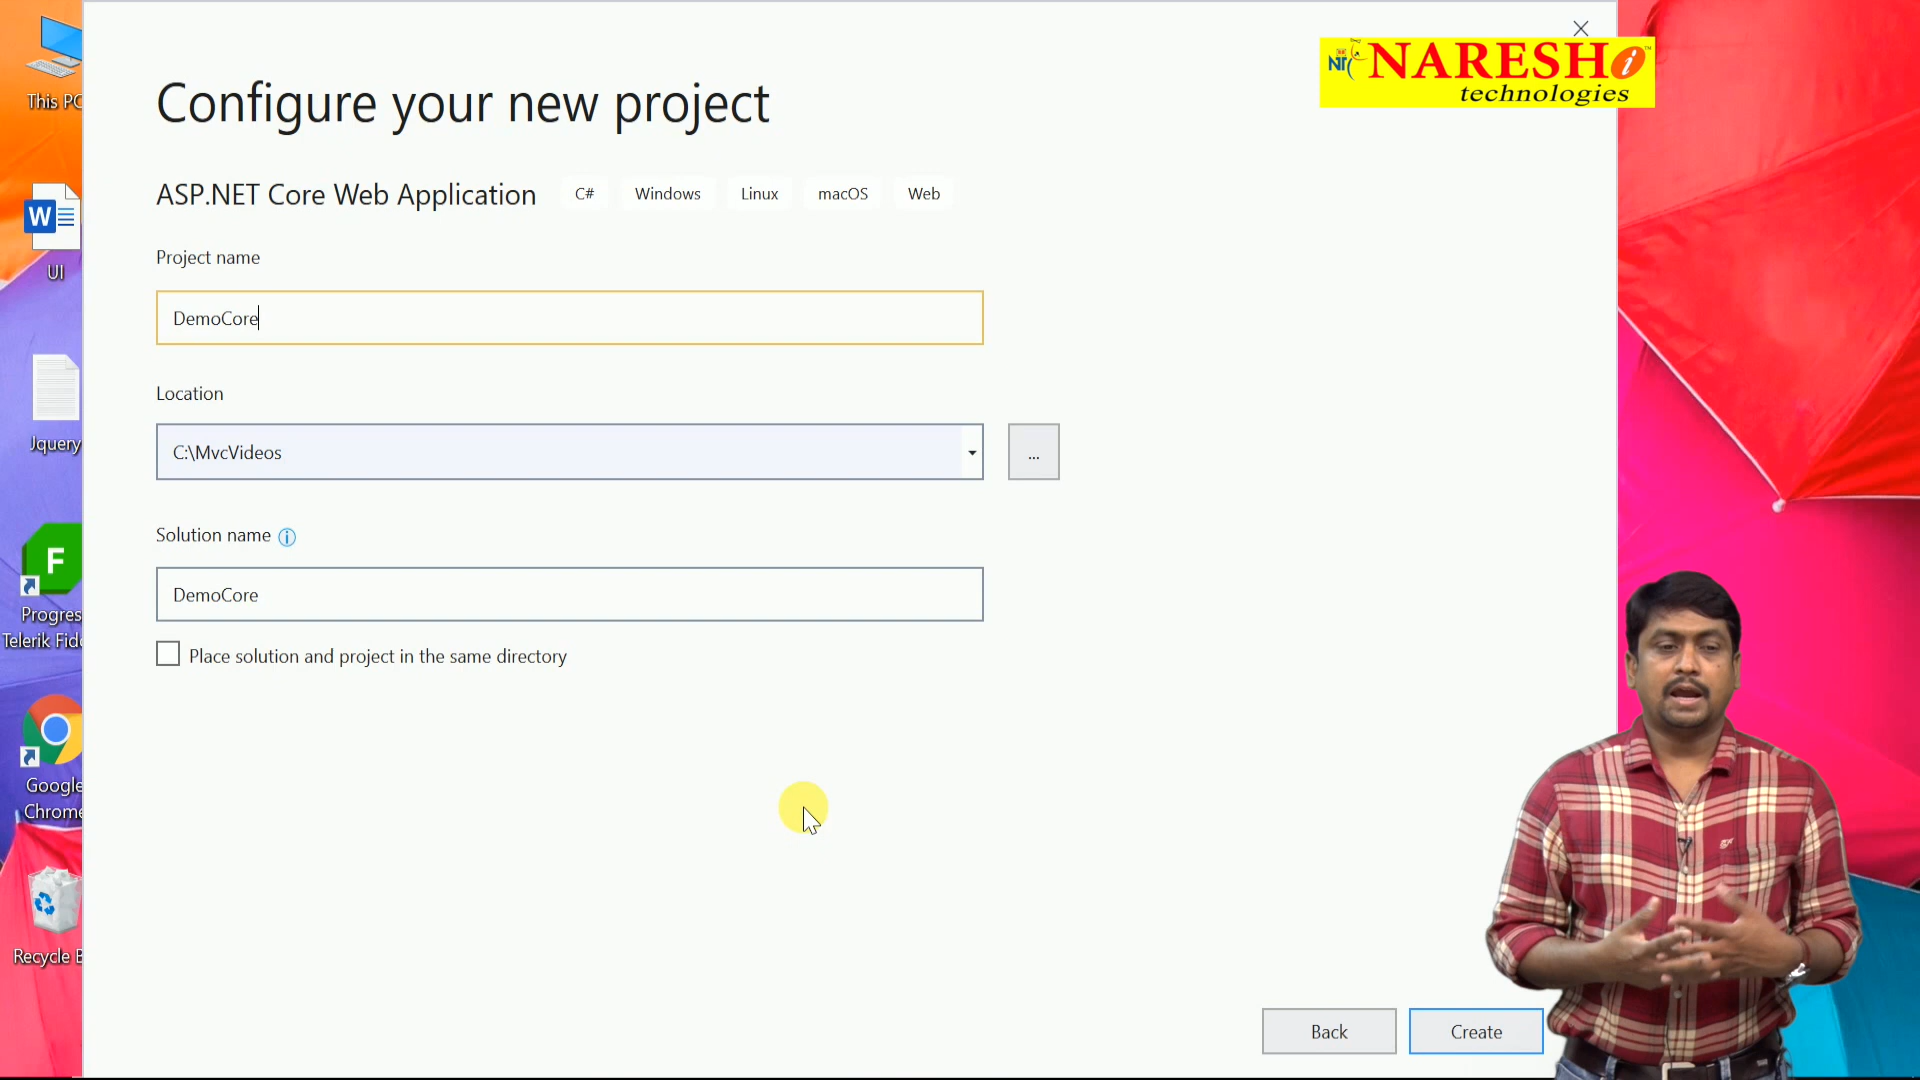 This PC
W
UI
Jquery
F
Progres
Telerik Fid
Google
Chrome
Recycle B
NARESH i ™
technologies
Configure your new project
ASP.NET Core Web Application C# Windows Linux macOS Web
Project name
DemoCore
Location
C:\MvcVideos
...
Solution name
DemoCore
Place solution and project in the same directory
Back Create